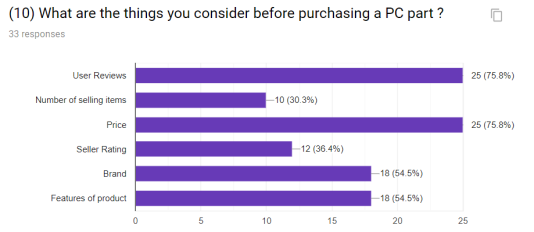 (10) What are the things you consider before purchasing a PC part ?
33 responses
User Reviews 25 (75.8%)
Number of selling items 10 (30.3%)
Price 25 (75.8%)
Seller Rating 12 (36.4%)
Brand 18 (54.5%)
Features of product 18 (54.5%)
0 5 10 15 20 25